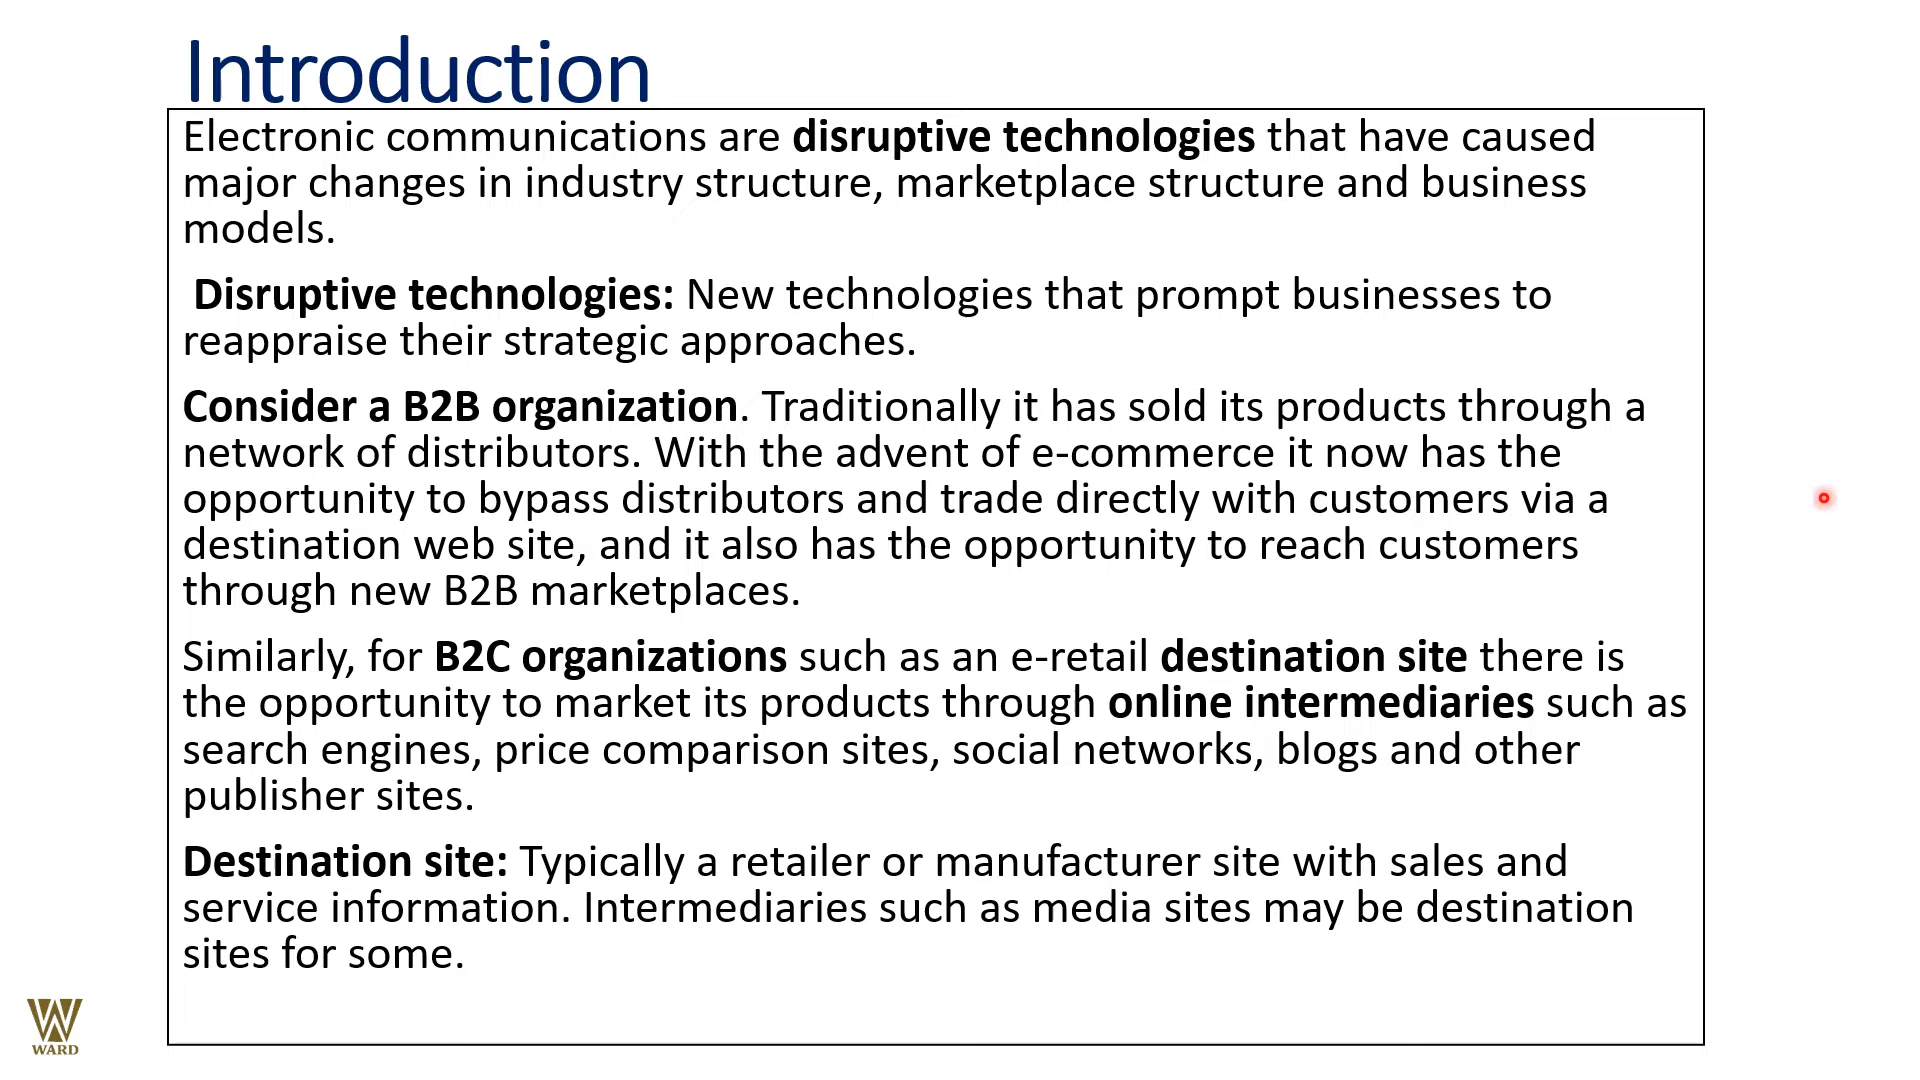 Introduction
Electronic communications are disruptive technologies that have caused
major changes in industry structure, marketplace structure and business
models.
Disruptive technologies: New technologies that prompt businesses to
reappraise their strategic approaches.
Consider a B2B organization. Traditionally it has sold its products through a
network of distributors. With the advent of e-commerce it now has the
opportunity to bypass distributors and trade directly with customers via a
destination web site, and it also has the opportunity to reach customers
through new B2B marketplaces.
Similarly, for B2C organizations such as an e-retail destination site there is
the opportunity to market its products through online intermediaries such as
search engines, price comparison sites, social networks, blogs and other
publisher sites.
Destination site: Typically a retailer or manufacturer site with sales and
service information. Intermediaries such as media sites may be destination
sites for some.
WARD